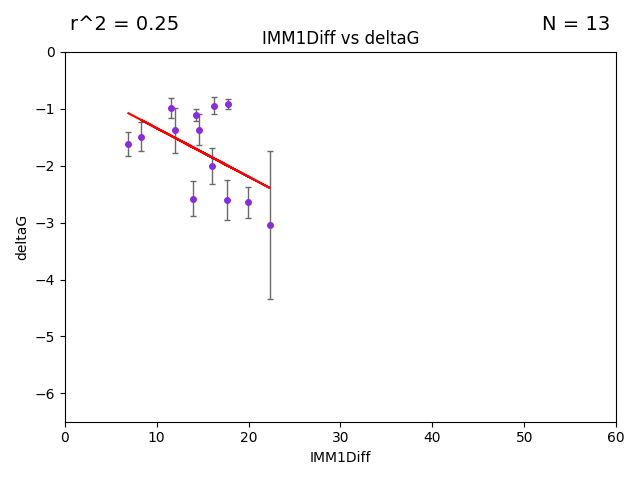 r^2 = 0.25
N = 13
IMM1Diff vs deltaG
0
−1
−2
−3
−4
−5
−6
deltaG
0 10 20 30 40 50 60
IMM1Diff